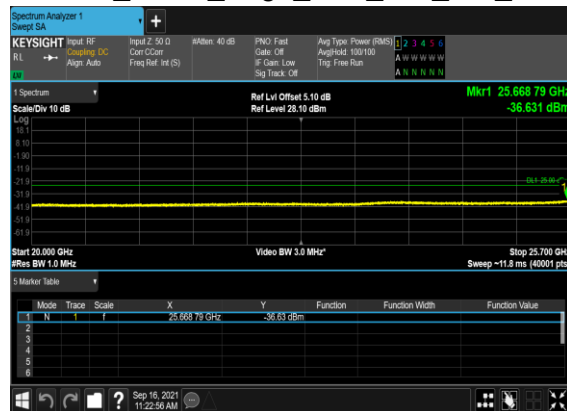 Spectrum Analyzer 1
Swept SA
KEYSIGHT Input: RF Input Z: 50 Ω #Atten: 40 dB PNO: Fast Avg Type: Power (RMS) 1 2 3 4 5 6
RL Coupling: DC Corr CCorr Gate: Off Avg|Hold: 100/100 A W W W W W
Align: Auto Freq Ref: Int (S) IF Gain: Low Trig: Free Run
LXI Sig Track: Off A N N N N N
1 Spectrum Ref Lvl Offset 5.10 dB Mkr1 25.668 79 GHz
Scale/Div 10 dB Ref Level 28.10 dBm -36.631 dBm
Log
18.1
8.10
-1.90
-11.9
-21.9 DL1 -25.00
-31.9
-41.9
-51.9
-61.9
Start 20.000 GHz Video BW 3.0 MHz* Stop 25.700 GHz
#Res BW 1.0 MHz Sweep ~11.8 ms (40001 pts
5 Marker Table
Mode Trace Scale X Y Function Function Width Function Value
1 N 1 f 25.668 79 GHz -36.63 dBm
2
3
4
5
6
? Sep 16, 2021
11:22:56 AM